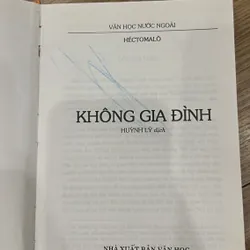 VĂN HỌC NƯỚC NGOÀI
HÉCTOMALÔ
KHÔNG GIA ĐÌNH
HUỲNH LÝ dịch
NHÀ XUẤT BẢN VĂN HỌC